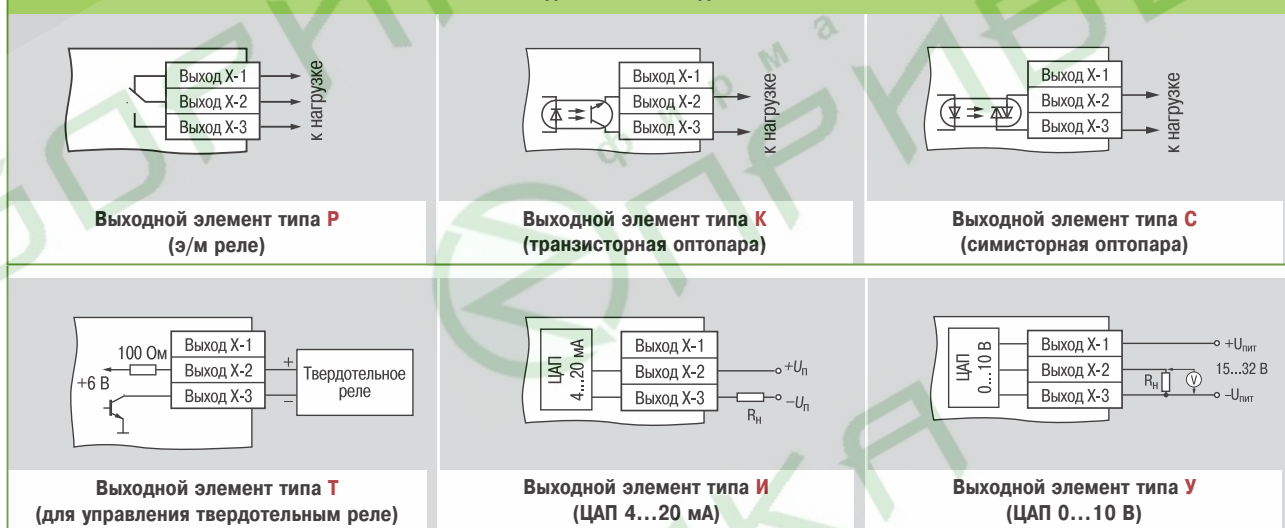 Выход X-1
Выход X-2
Выход X-3
к нагрузке
Выходной элемент типа Р
(э/м реле)
Выход X-1
Выход X-2
Выход X-3
к нагрузке
Выходной элемент типа К
(транзисторная оптопара)
Выход X-1
Выход X-2
Выход X-3
к нагрузке
Выходной элемент типа С
(симисторная оптопара)
100 Ом
+6 В
Выход X-1
Выход X-2
Выход X-3
+
–
Твердотельное
реле
Выходной элемент типа Т
(для управления твердотельным реле)
ЦАП
4...20 мА
Выход X-1
Выход X-2
Выход X-3
+Uп
–Uп
Rн
Выходной элемент типа И
(ЦАП 4...20 мА)
ЦАП
0...10 В
Выход X-1
Выход X-2
Выход X-3
+Uпит
15...32 В
Rн
V
–Uпит
Выходной элемент типа У
(ЦАП 0...10 В)
фирма